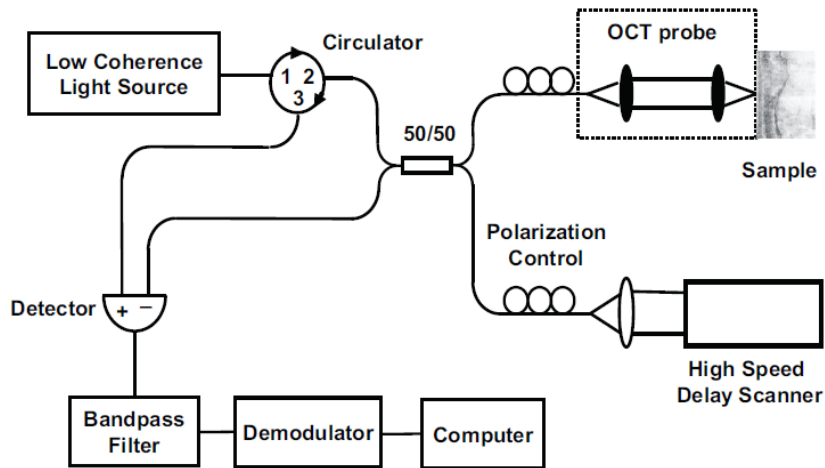 Low Coherence
Light Source
Circulator
1 2
3
OCT probe
50/50
Sample
Polarization
Control
Detector
+ −
High Speed
Delay Scanner
Bandpass
Filter
Demodulator
Computer